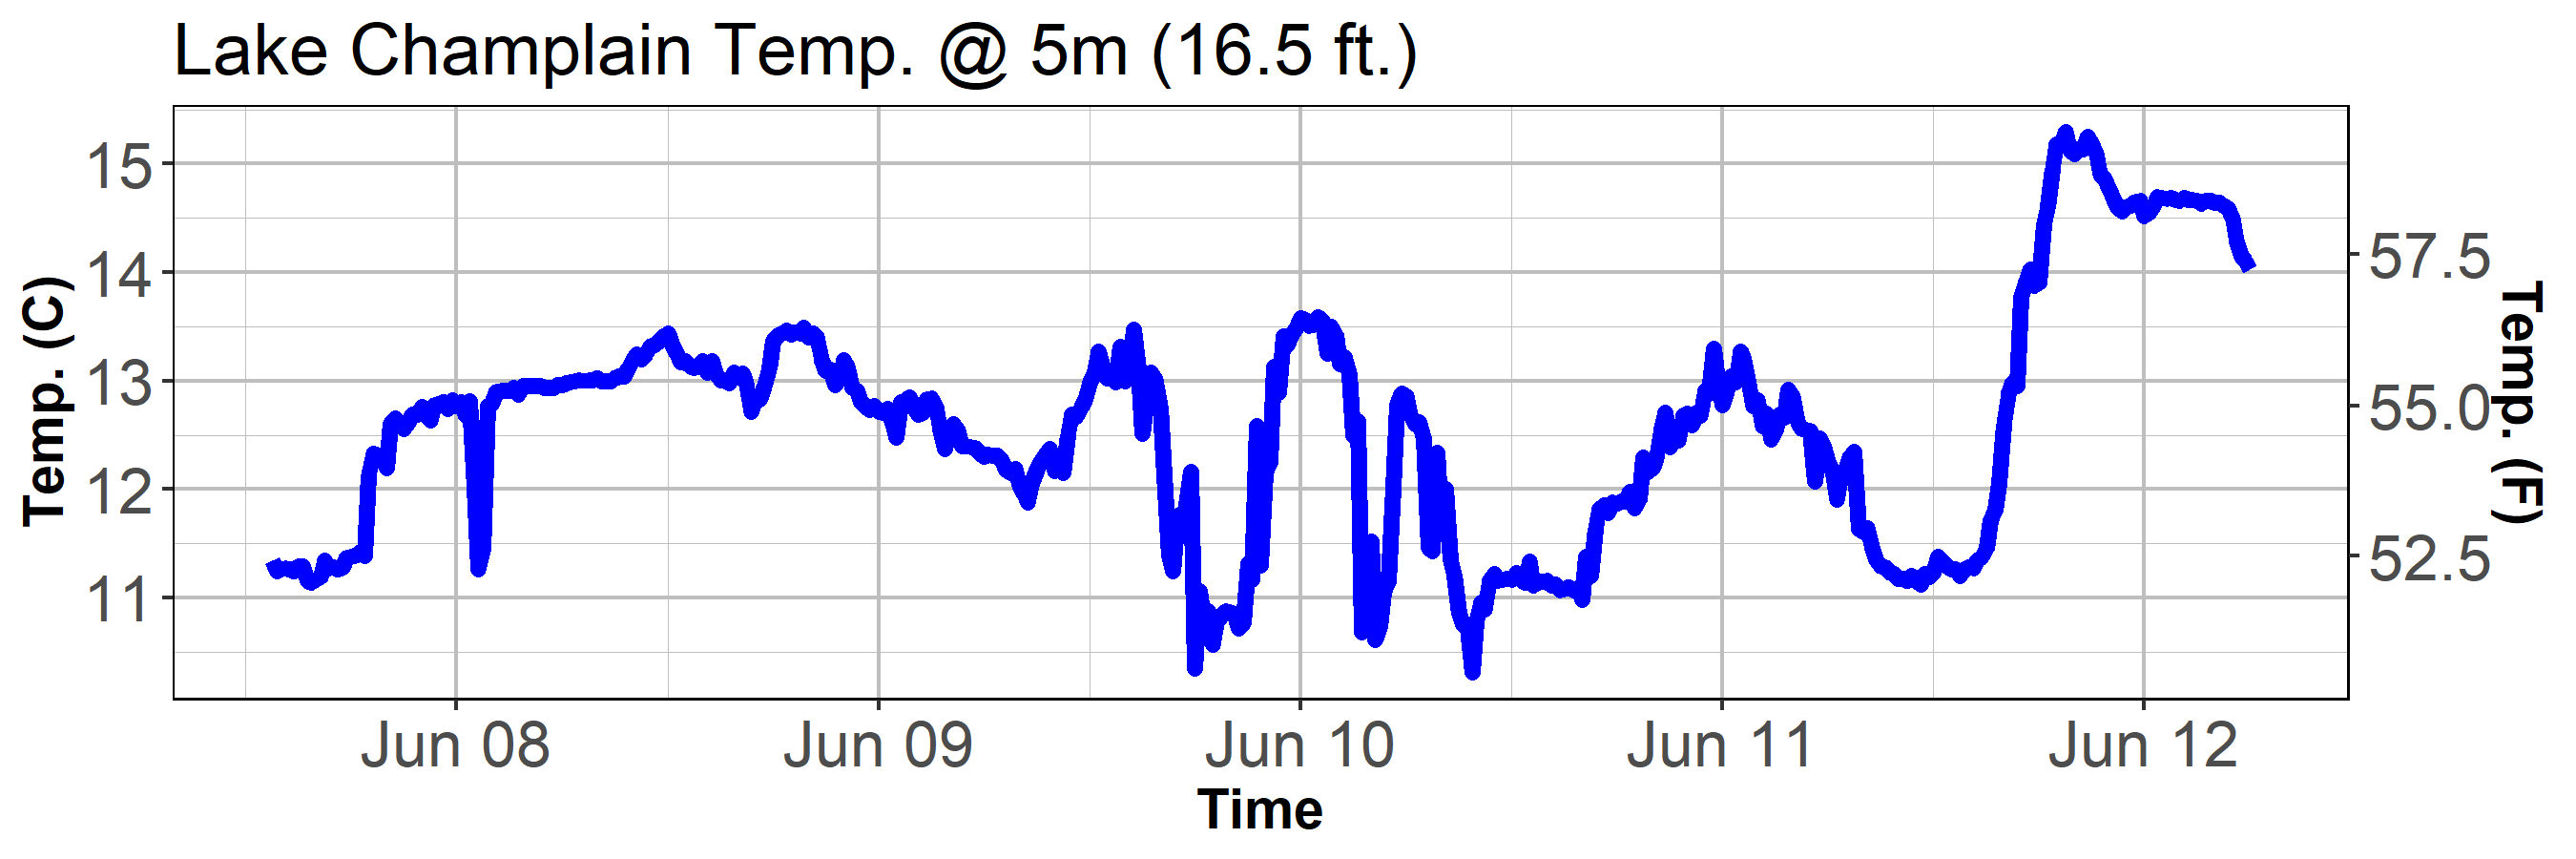 Lake Champlain Temp. @ 5m (16.5 ft.)
Temp. (C)
15
14
13
12
11
57.5
55.0
52.5
Temp. (F)
Jun 08 Jun 09 Jun 10 Jun 11 Jun 12
Time